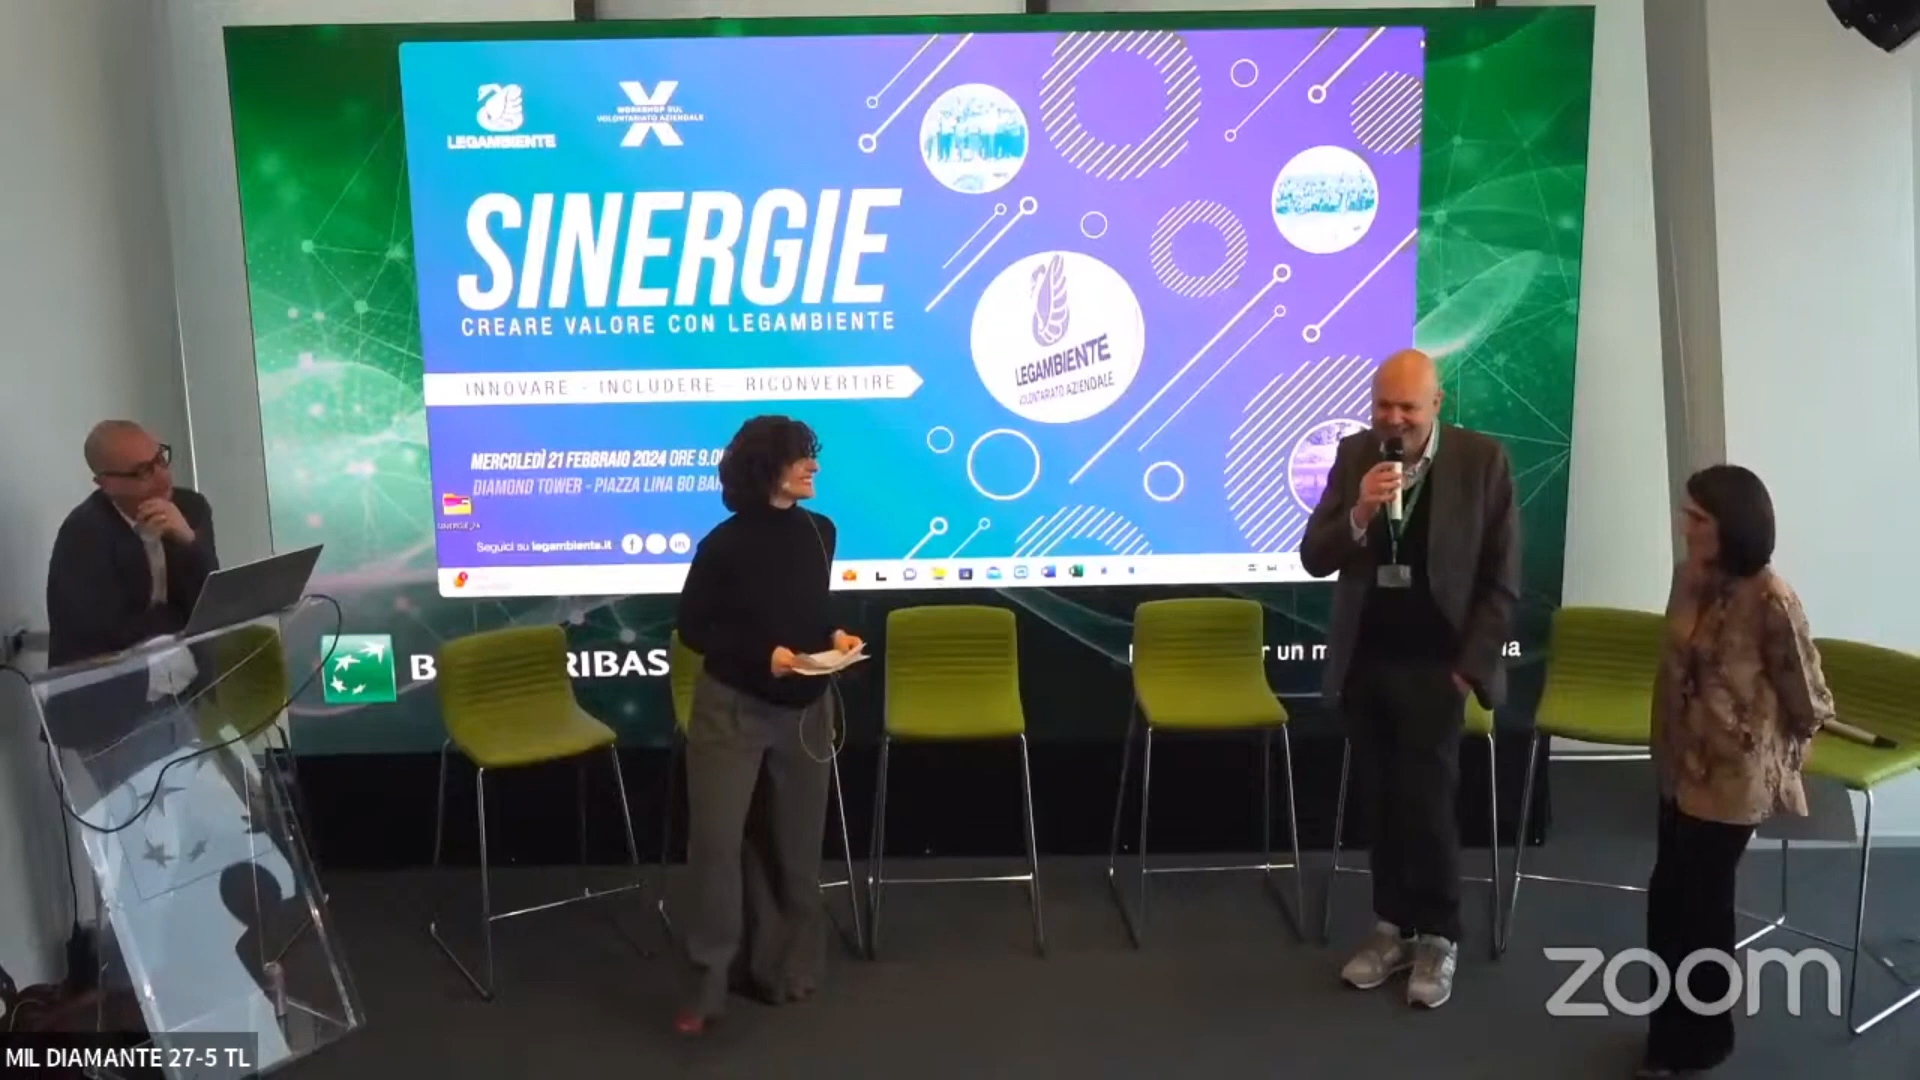 LEGAMBIENTE
WORKSHOP SUL
VOLONTARIATO AZIENDALE
X
SINERGIE
CREARE VALORE CON LEGAMBIENTE
INNOVARE - INCLUDERE - RICONVERTIRE
LEGAMBIENTE
VOLONTARIATO AZIENDALE
MERCOLEDÌ 21 FEBBRAIO 2024 ORE 9.0
DIAMOND TOWER - PIAZZA LINA BO BAR
SINERGIE_24
Seguici su legambiente.it
B RIBAS
r un m
zoom
MIL DIAMANTE 27-5 TL